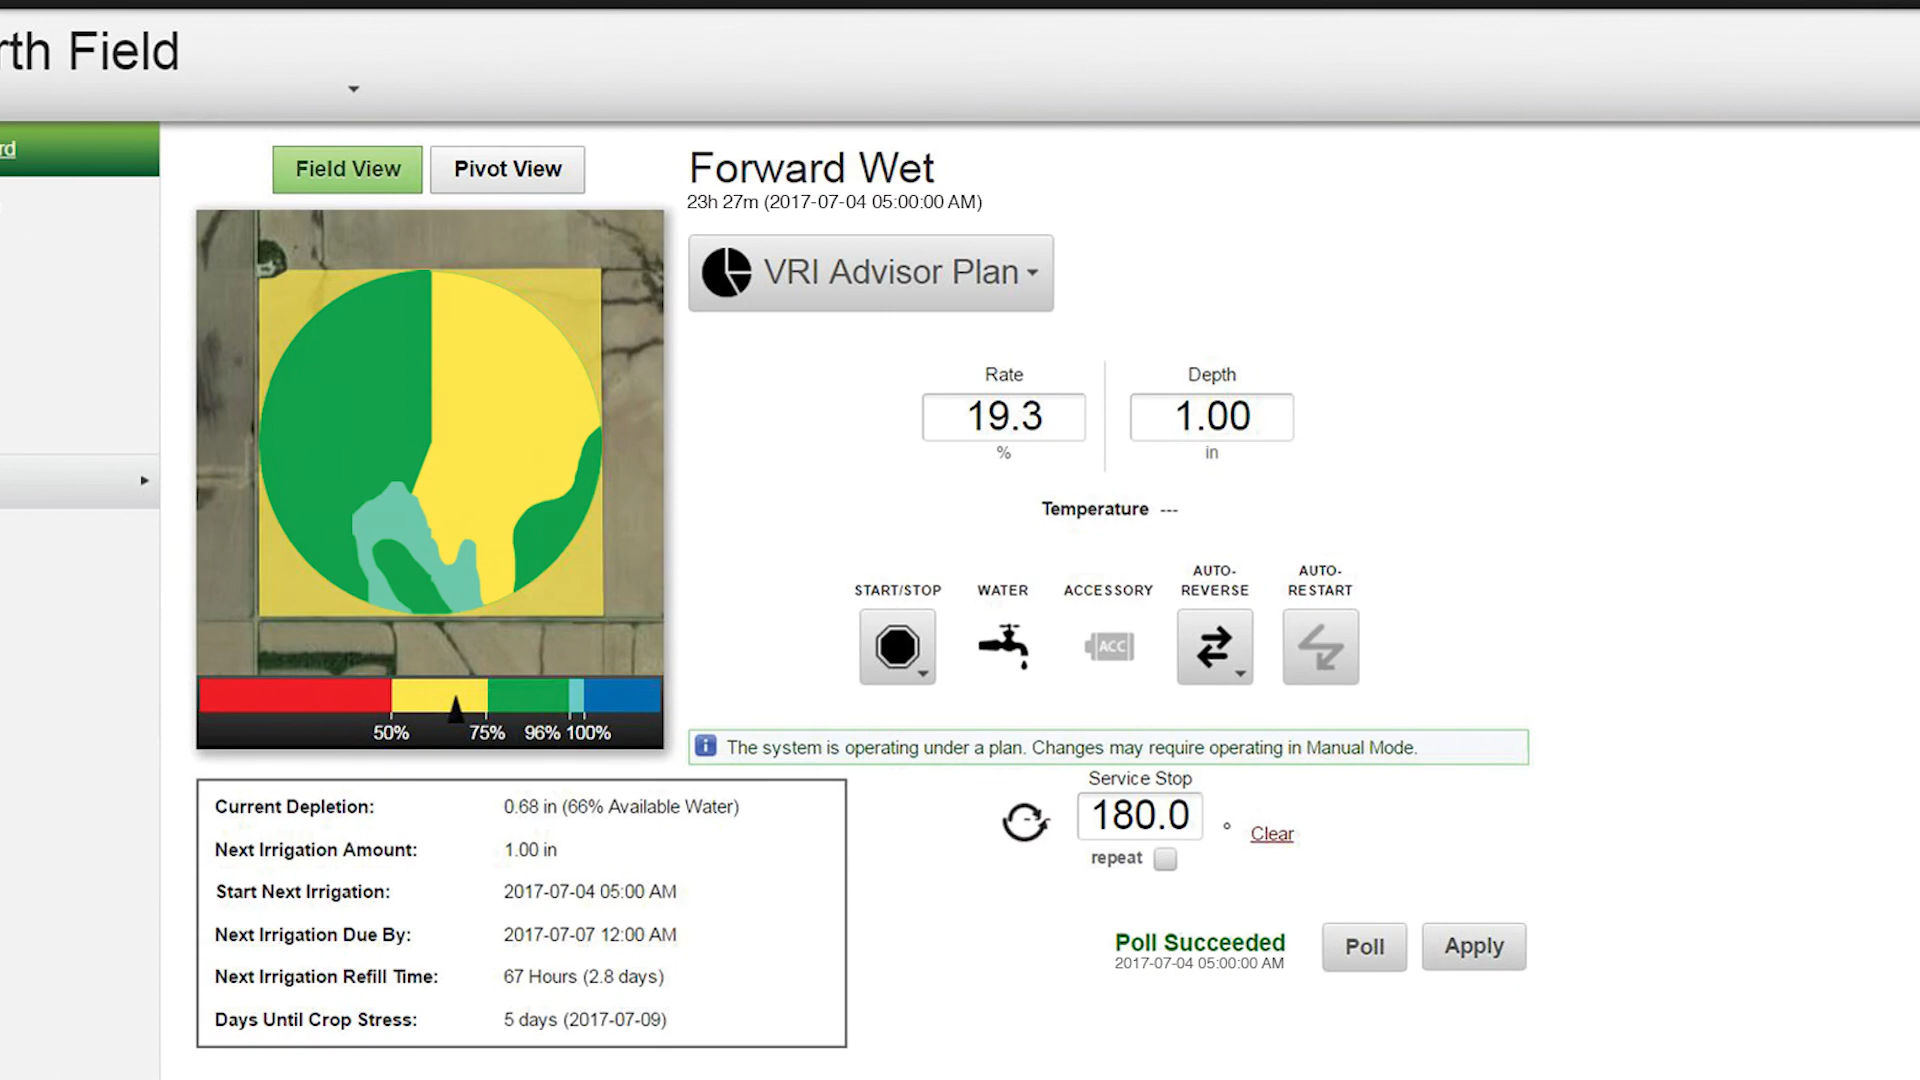 rth Field
rd
Field View
Pivot View
Forward Wet
23h 27m (2017-07-04 05:00:00 AM)
VRI Advisor Plan
Rate
Depth
19.3
1.00
%
in
Temperature ---
START/STOP
WATER
ACCESSORY
AUTO-
REVERSE
AUTO-
RESTART
ACC
50%
75%
96%
100%
The system is operating under a plan. Changes may require operating in Manual Mode.
Service Stop
180.0
°
Clear
repeat
Current Depletion: 0.68 in (66% Available Water)
Next Irrigation Amount: 1.00 in
Start Next Irrigation: 2017-07-04 05:00 AM
Next Irrigation Due By: 2017-07-07 12:00 AM
Next Irrigation Refill Time: 67 Hours (2.8 days)
Days Until Crop Stress: 5 days (2017-07-09)
Poll Succeeded
2017-07-04 05:00:00 AM
Poll
Apply